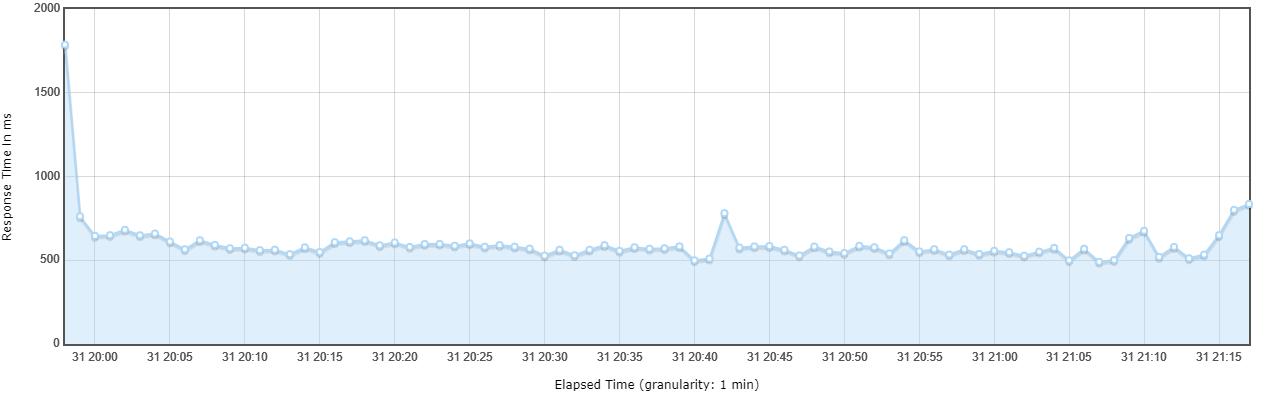 2000
1500
1000
500
0
Response Time in ms
31 20:00 31 20:05 31 20:10 31 20:15 31 20:20 31 20:25 31 20:30 31 20:35 31 20:40 31 20:45 31 20:50 31 20:55 31 21:00 31 21:05 31 21:10 31 21:15
Elapsed Time (granularity: 1 min)